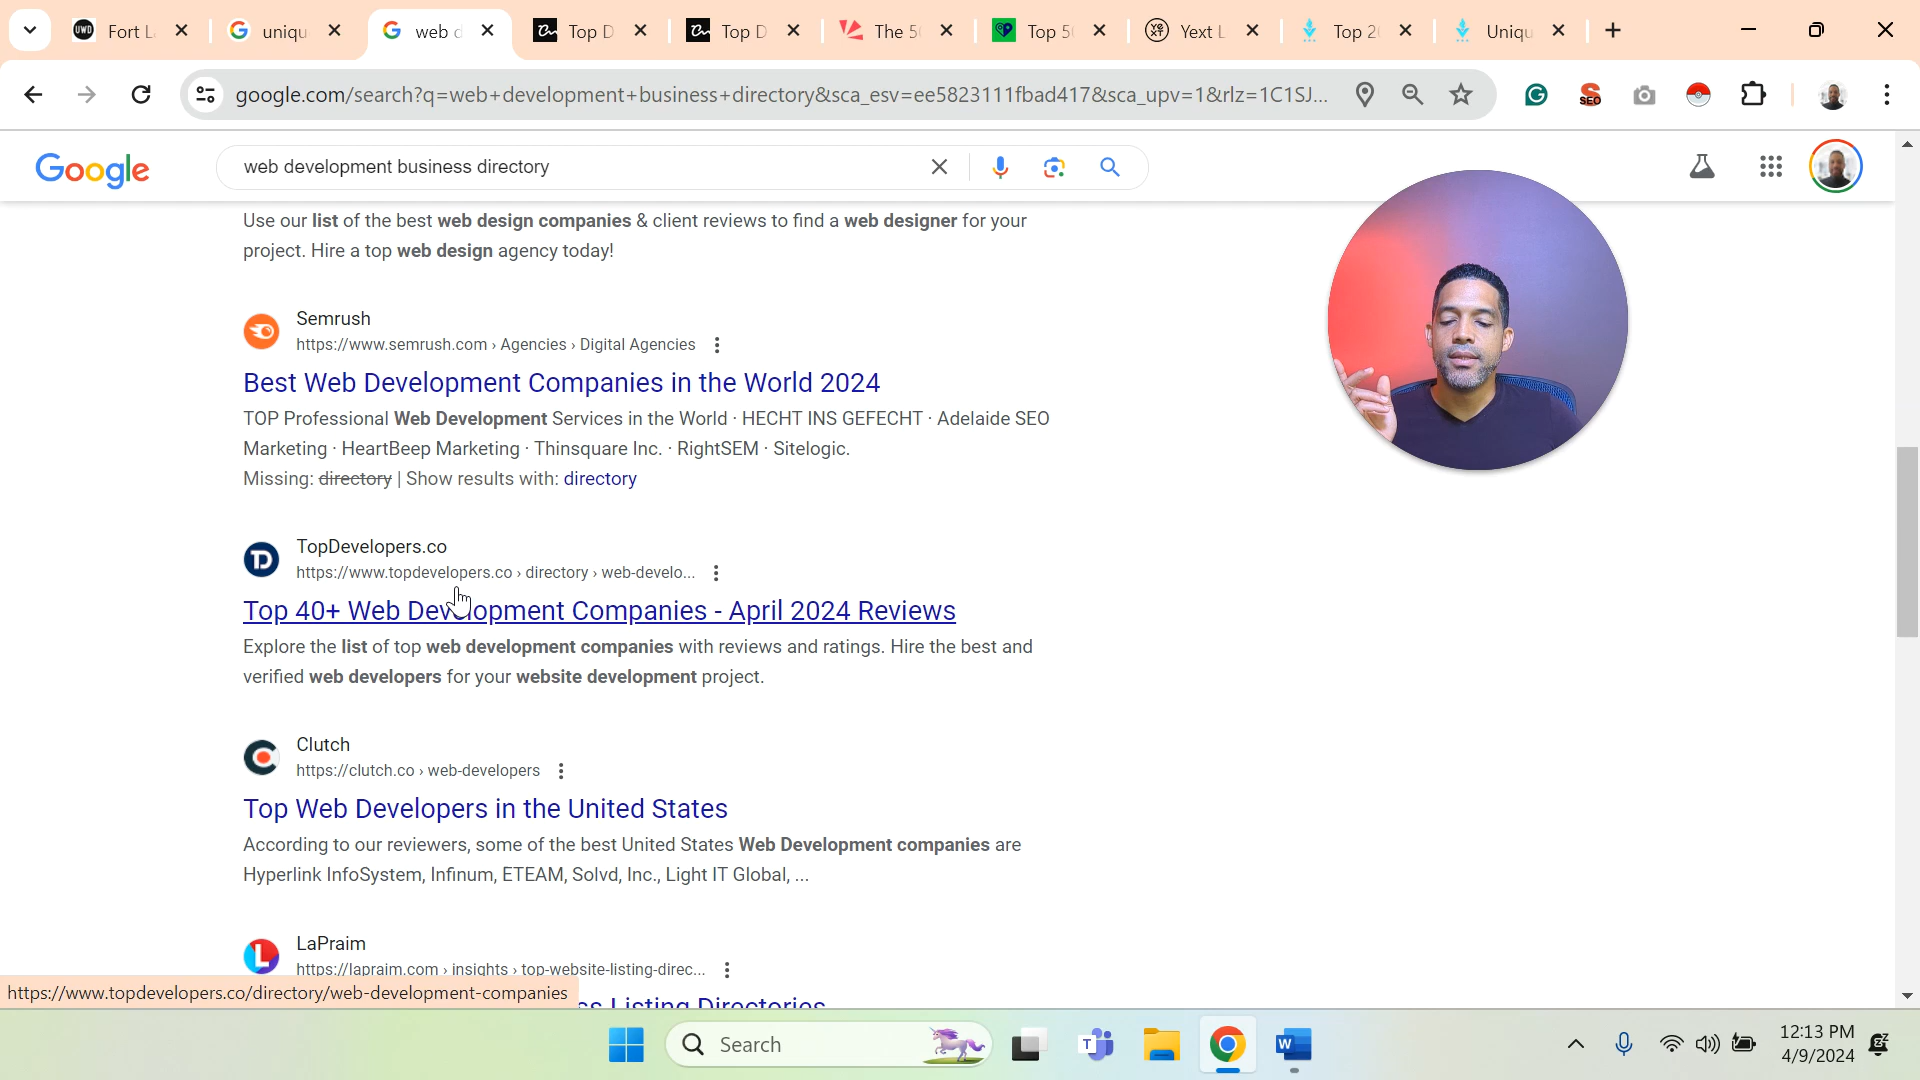 UWD
Fort L
uniqu
web d
Top D
Top D
The 5
Top 5
Yext L
Top 2
Uniqu
google.com/search?q=web+development+business+directory&sca_esv=ee5823111fbad417&sca_upv=1&rlz=1C1SJ...
SEO
Google
web development business directory
Use our list of the best web design companies & client reviews to find a web designer for your
project. Hire a top web design agency today!
Semrush
https://www.semrush.com › Agencies › Digital Agencies
Best Web Development Companies in the World 2024
TOP Professional Web Development Services in the World · HECHT INS GEFECHT · Adelaide SEO
Marketing · HeartBeep Marketing · Thinsquare Inc. · RightSEM · Sitelogic.
Missing: directory | Show results with: directory
TopDevelopers.co
https://www.topdevelopers.co › directory › web-develo...
Top 40+ Web Development Companies - April 2024 Reviews
Explore the list of top web development companies with reviews and ratings. Hire the best and
verified web developers for your website development project.
Clutch
https://clutch.co › web-developers
Top Web Developers in the United States
According to our reviewers, some of the best United States Web Development companies are
Hyperlink InfoSystem, Infinum, ETEAM, Solvd, Inc., Light IT Global, ...
LaPraim
https://lapraim.com › insights › top-website-listing-direc...
Listing Directories
https://www.topdevelopers.co/directory/web-development-companies
Search
12:13 PM
4/9/2024